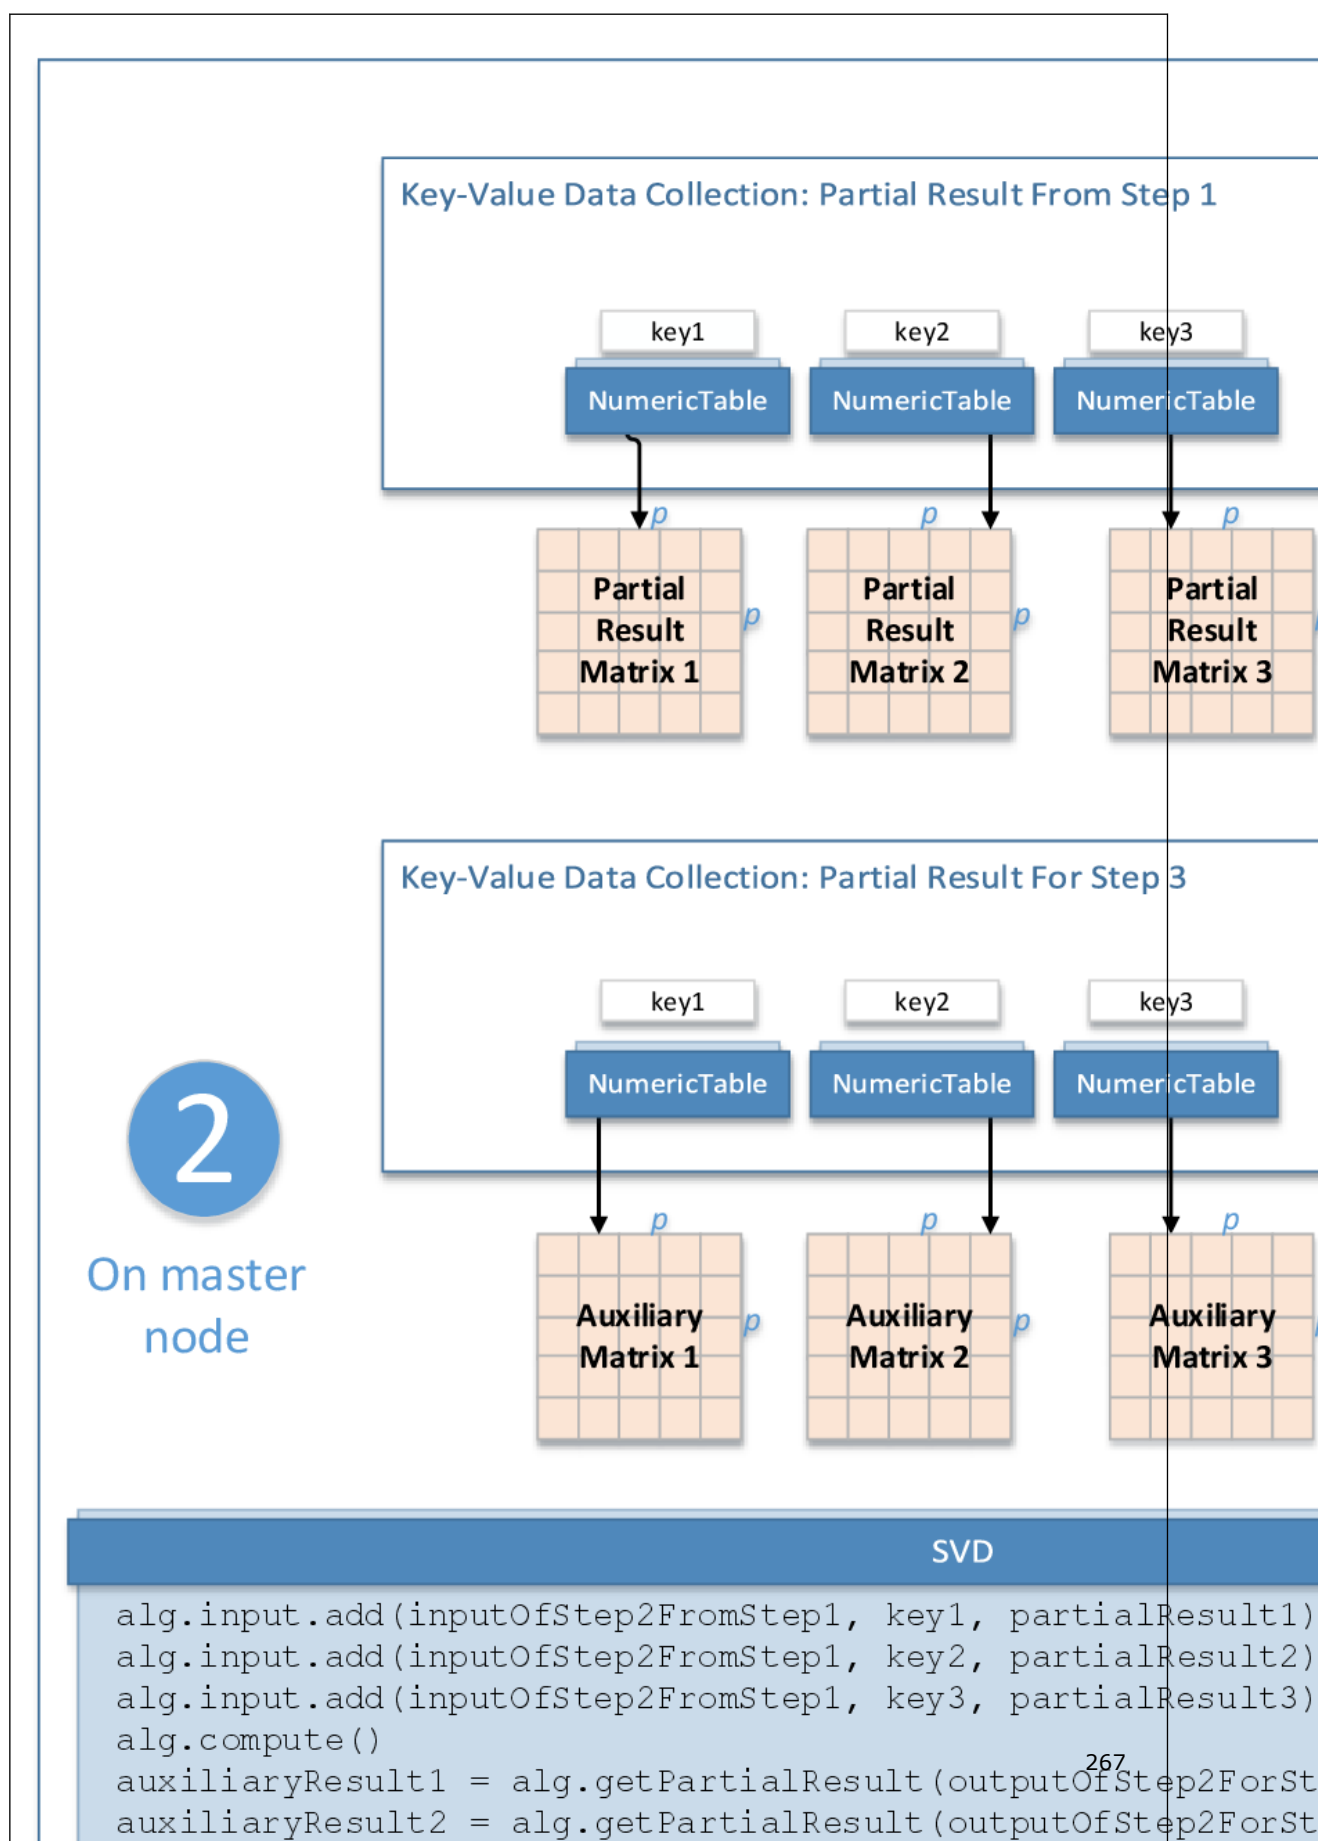 Key-Value Data Collection: Partial Result From Step 1
key1 key2 key3
NumericTable NumericTable NumericTable
p p p
Partial Result Matrix 1
p
Partial Result Matrix 2
p
Partial Result Matrix 3
Key-Value Data Collection: Partial Result For Step 3
key1 key2 key3
NumericTable NumericTable NumericTable
2
On master
node
p p p
Auxiliary Matrix 1
p
Auxiliary Matrix 2
p
Auxiliary Matrix 3
SVD
alg.input.add(inputOfStep2FromStep1, key1, partialResult1)
alg.input.add(inputOfStep2FromStep1, key2, partialResult2)
alg.input.add(inputOfStep2FromStep1, key3, partialResult3)
alg.compute()
267
auxiliaryResult1 = alg.getPartialResult(outputOfStep2ForSt
auxiliaryResult2 = alg.getPartialResult(outputOfStep2ForSt